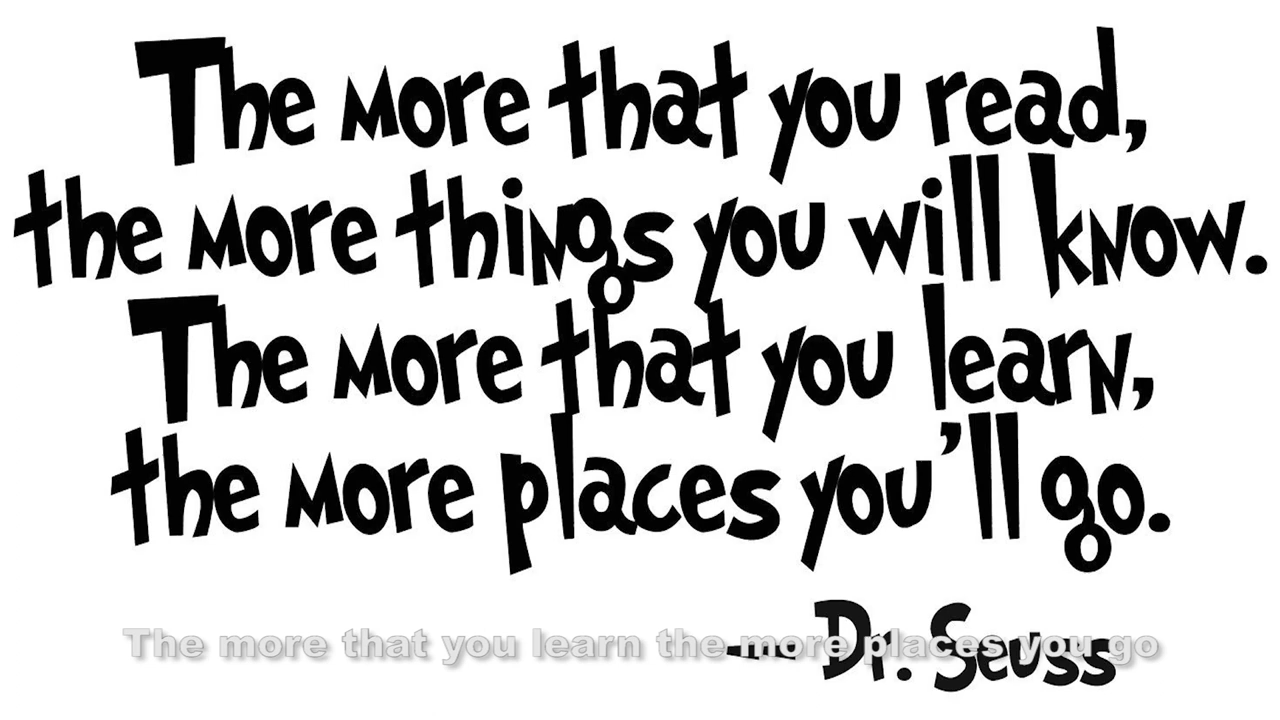 The more that you read,
the more things you will know.
The more that you learn,
the more places you'll go.
— Dr. Seuss
The more that you learn the more places you go